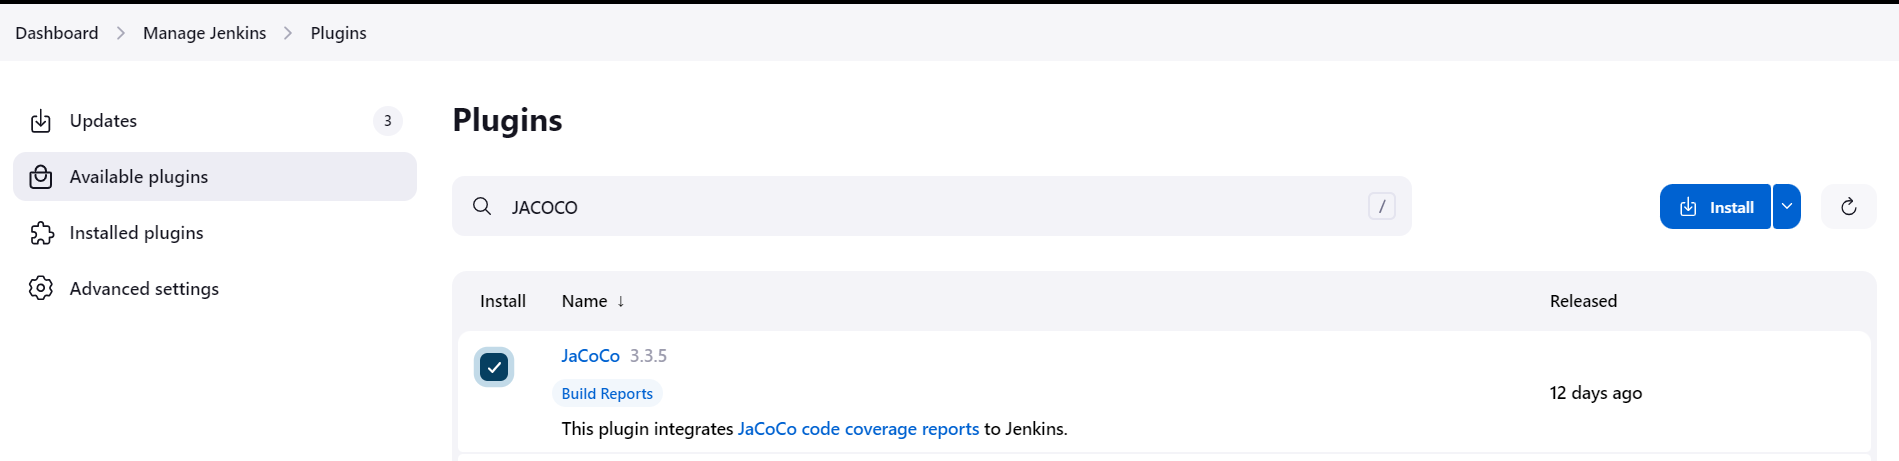 Dashboard > Manage Jenkins > Plugins
Updates 3
Available plugins
Installed plugins
Advanced settings
Plugins
JACOCO /
Install
Install Name ↓ Released
JaCoCo 3.3.5
Build Reports
12 days ago
This plugin integrates JaCoCo code coverage reports to Jenkins.